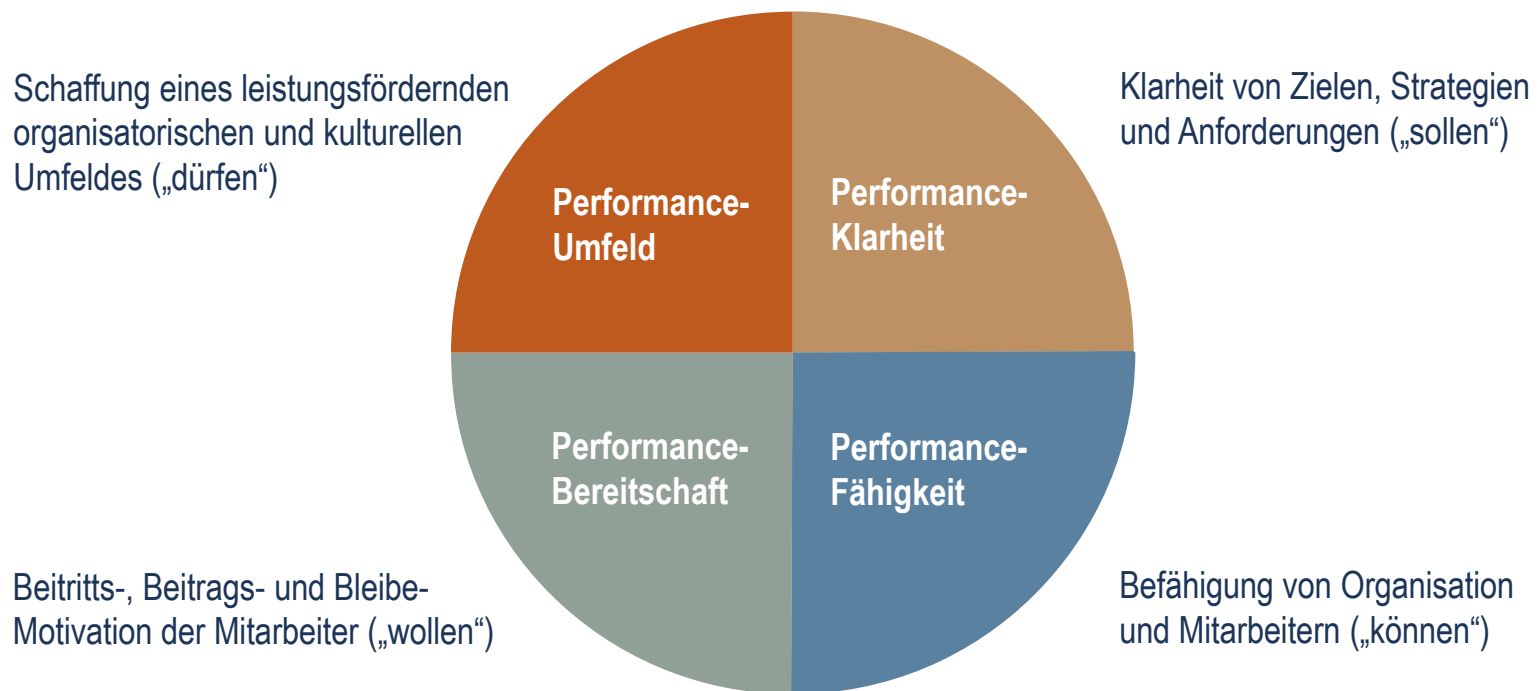 Schaffung eines leistungsfördernden
organisatorischen und kulturellen
Umfeldes („dürfen“)
Performance-
Umfeld
Performance-
Klarheit
Klarheit von Zielen, Strategien
und Anforderungen („sollen“)
Performance-
Bereitschaft
Performance-
Fähigkeit
Beitritts-, Beitrags- und Bleibe-
Motivation der Mitarbeiter („wollen“)
Befähigung von Organisation
und Mitarbeitern („können“)